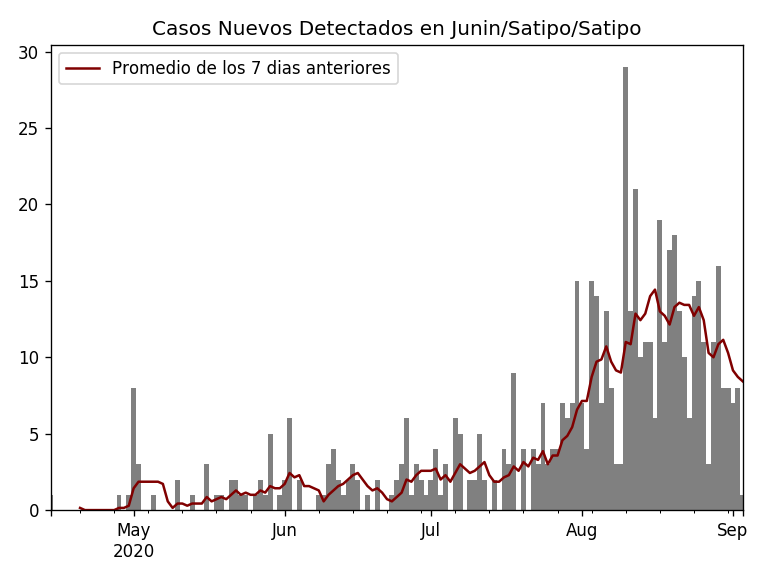 Casos Nuevos Detectados en Junin/Satipo/Satipo
Promedio de los 7 dias anteriores
30
25
20
15
10
5
0
May Jun Jul Aug Sep
2020